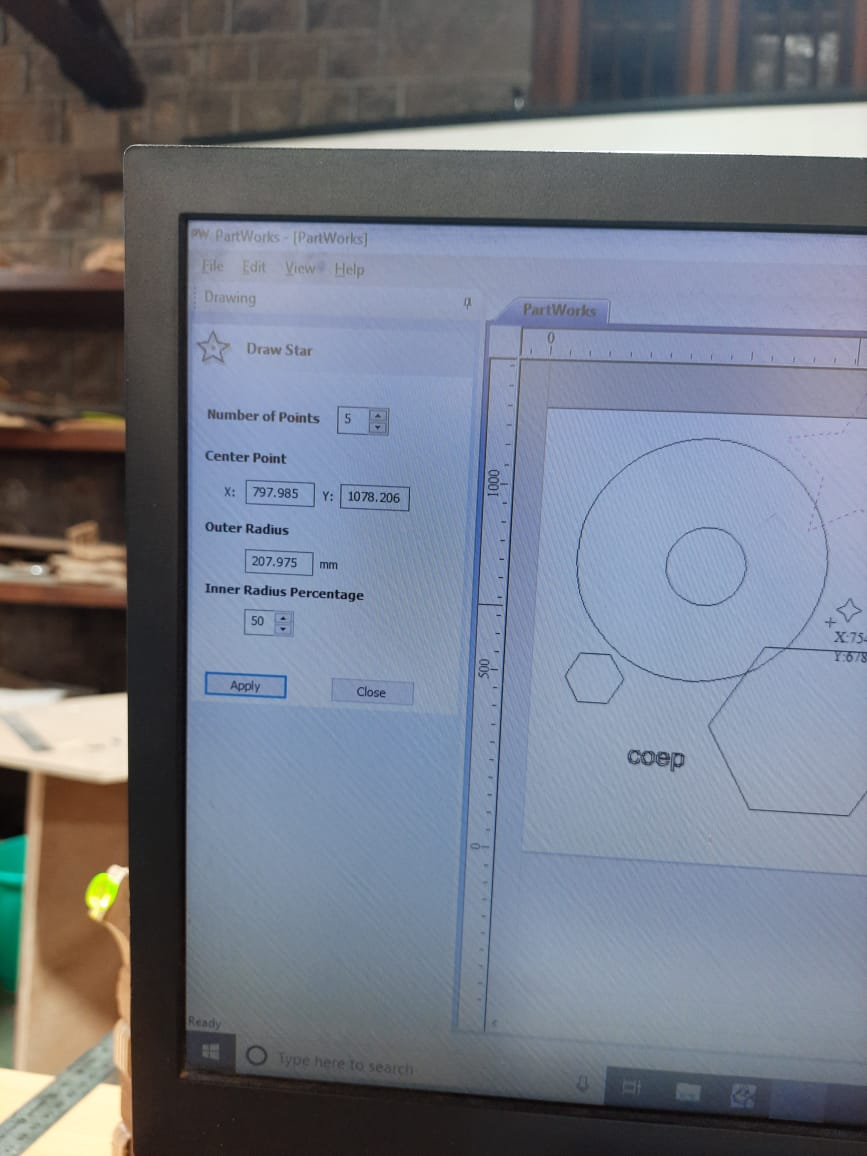 PW PartWorks - [PartWorks]
File Edit View Help
Drawing
Draw Star
Number of Points 5
Center Point
X: 797.985 Y: 1078.206
Outer Radius
207.975 mm
Inner Radius Percentage
50
Apply Close
PartWorks
0
1000
500
0
coep
X:75
Y:678
Ready
Type here to search